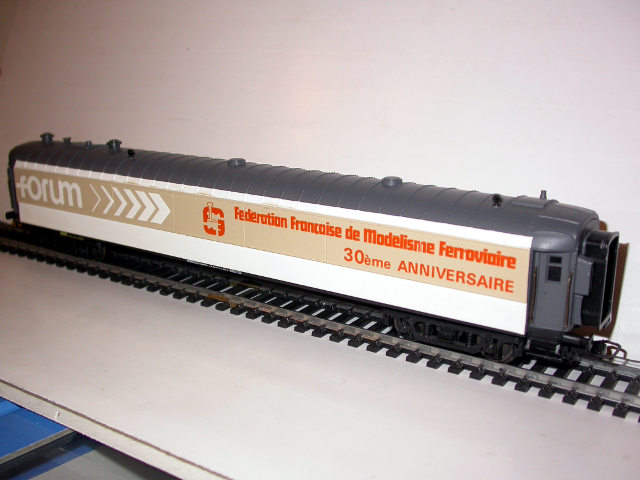 forum
Federation Francaise de Modelisme Ferroviaire
30ème ANNIVERSAIRE